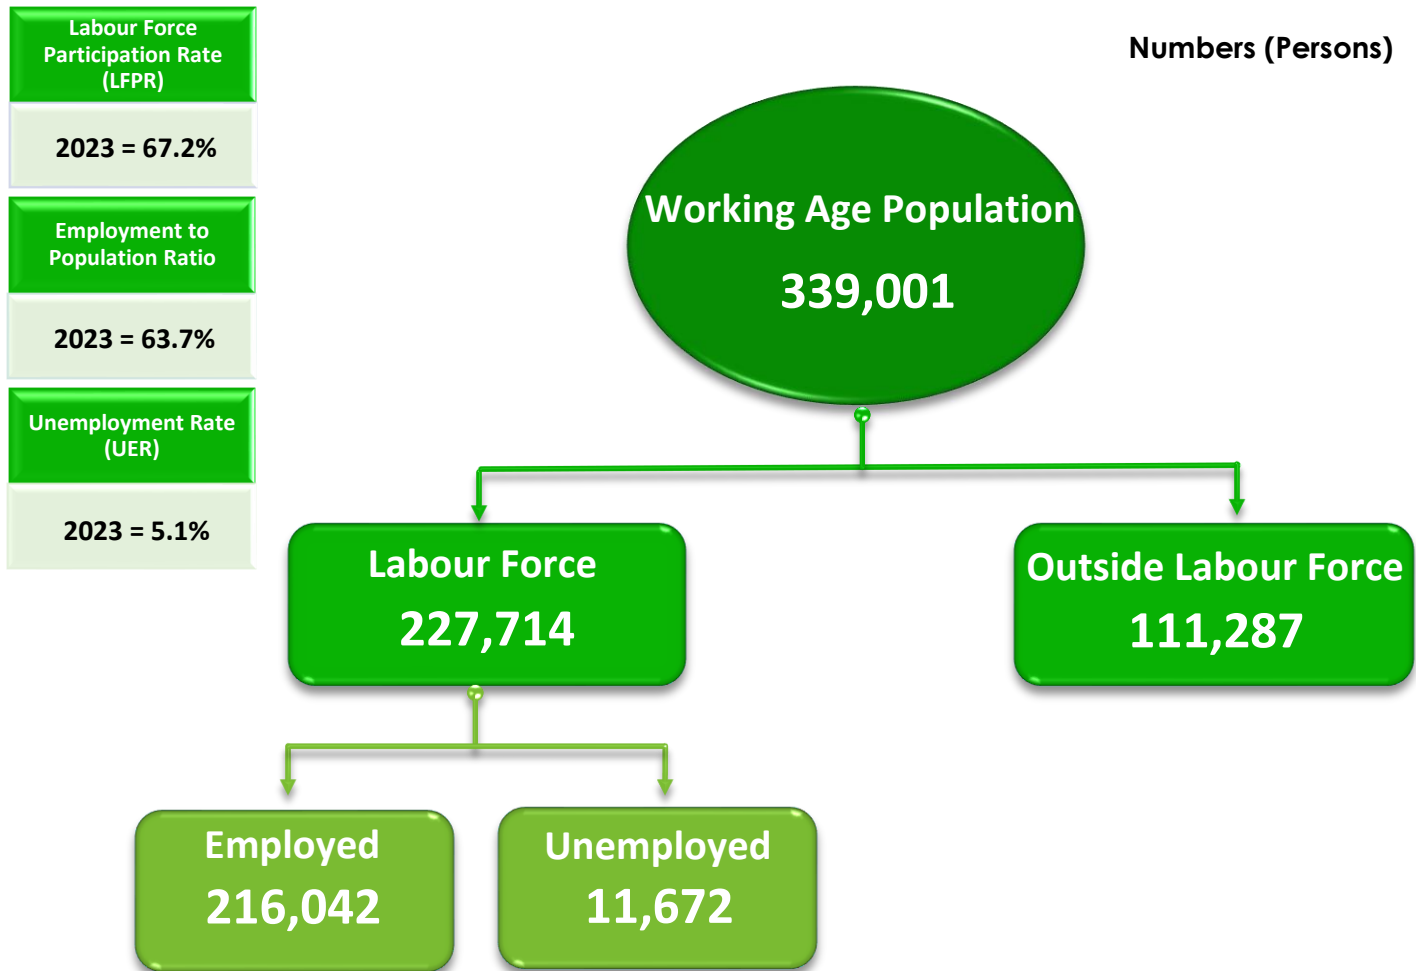 Labour Force
Participation Rate
(LFPR)
2023 = 67.2%
Employment to
Population Ratio
2023 = 63.7%
Unemployment Rate
(UER)
2023 = 5.1%
Numbers (Persons)
Working Age Population
339,001
Labour Force
227,714
Outside Labour Force
111,287
Employed
216,042
Unemployed
11,672